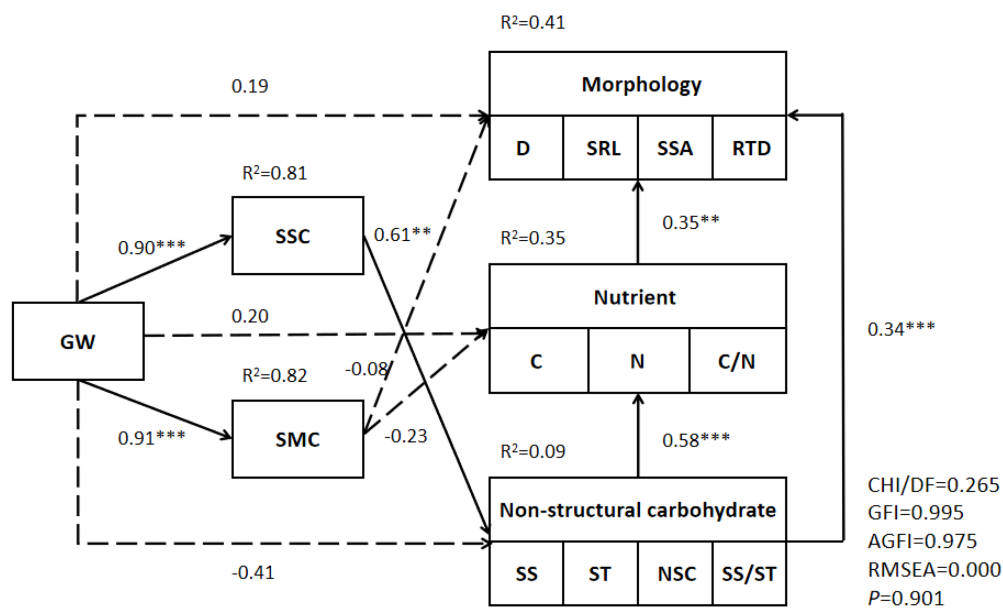 R²=0.41
Morphology
0.19
D SRL SSA RTD
R²=0.81
SSC
0.61**
0.35**
R²=0.35
0.90***
Nutrient
0.20
GW
0.34***
C N C/N
-0.08
R²=0.82
SMC
0.91***
-0.23
0.58***
R²=0.09
Non-structural carbohydrate
SS ST NSC SS/ST
-0.41
CHI/DF=0.265
GFI=0.995
AGFI=0.975
RMSEA=0.000
P=0.901